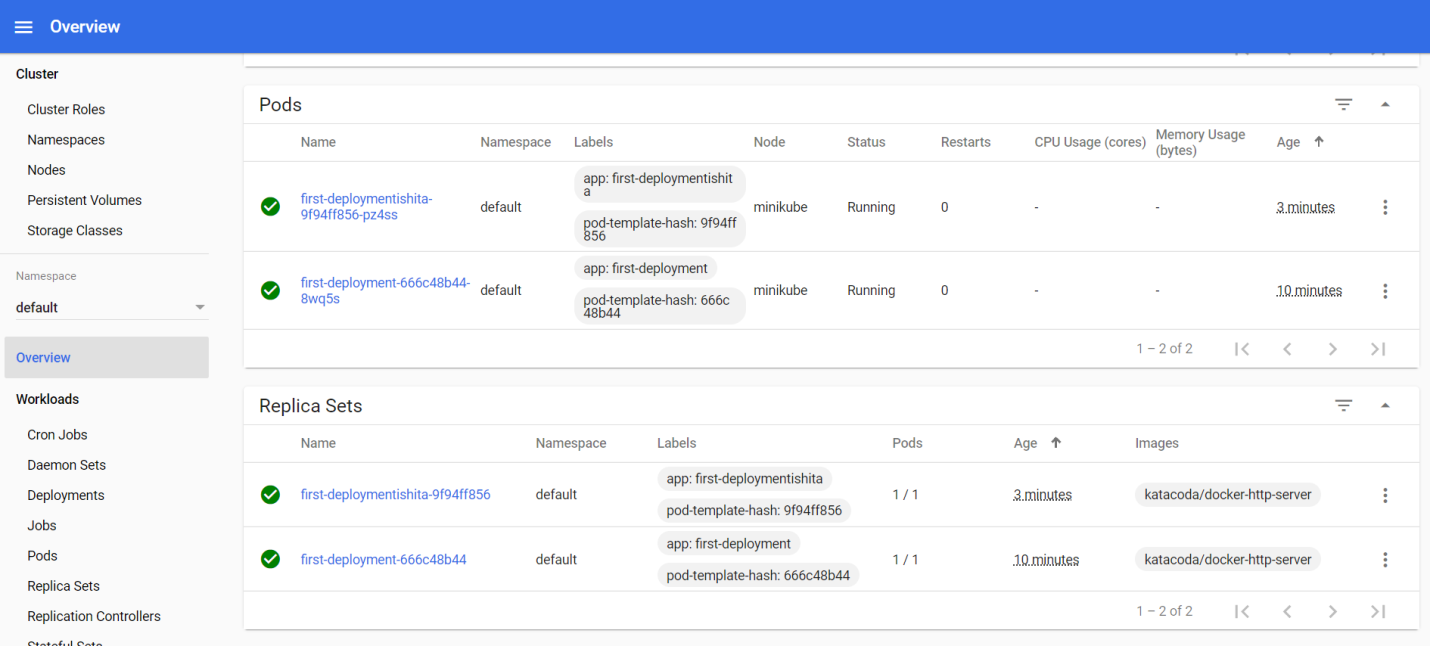 Overview
Cluster
Cluster Roles
Namespaces
Nodes
Persistent Volumes
Storage Classes
Namespace
default
Overview
Workloads
Cron Jobs
Daemon Sets
Deployments
Jobs
Pods
Replica Sets
Replication Controllers
Stateful Sets
Pods
Name Namespace Labels Node Status Restarts CPU Usage (cores) Memory Usage
(bytes) Age
first-deploymentishita-
9f94ff856-pz4ss
default
app: first-deploymentishit
a
pod-template-hash: 9f94ff
856
minikube Running 0 - - 3 minutes
first-deployment-666c48b44-
8wq5s
default
app: first-deployment
pod-template-hash: 666c
48b44
minikube Running 0 - - 10 minutes
1 – 2 of 2
Replica Sets
Name Namespace Labels Pods Age Images
first-deploymentishita-9f94ff856 default
app: first-deploymentishita
pod-template-hash: 9f94ff856
1 / 1 3 minutes katacoda/docker-http-server
first-deployment-666c48b44 default
app: first-deployment
pod-template-hash: 666c48b44
1 / 1 10 minutes katacoda/docker-http-server
1 – 2 of 2